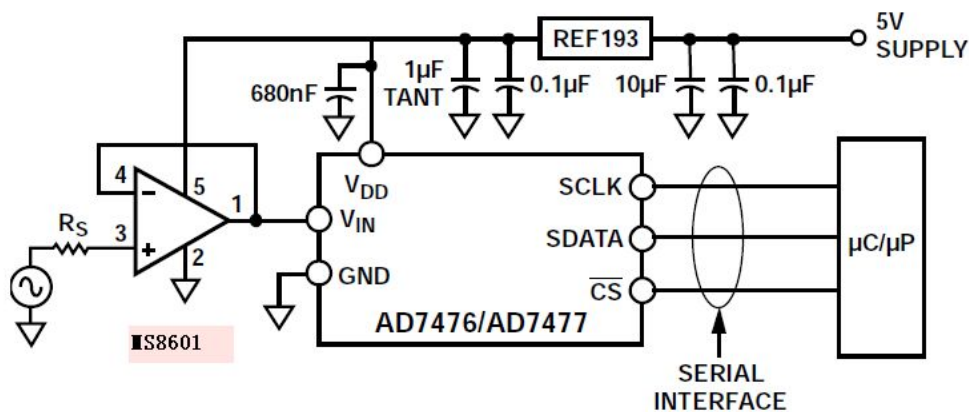 REF193
5V
SUPPLY
680nF
1µF
TANT
0.1µF
10µF
0.1µF
4
5
1
3
2
RS
VDD
VIN
GND
SCLK
SDATA
CS
µC/µP
AD7476/AD7477
SERIAL
INTERFACE